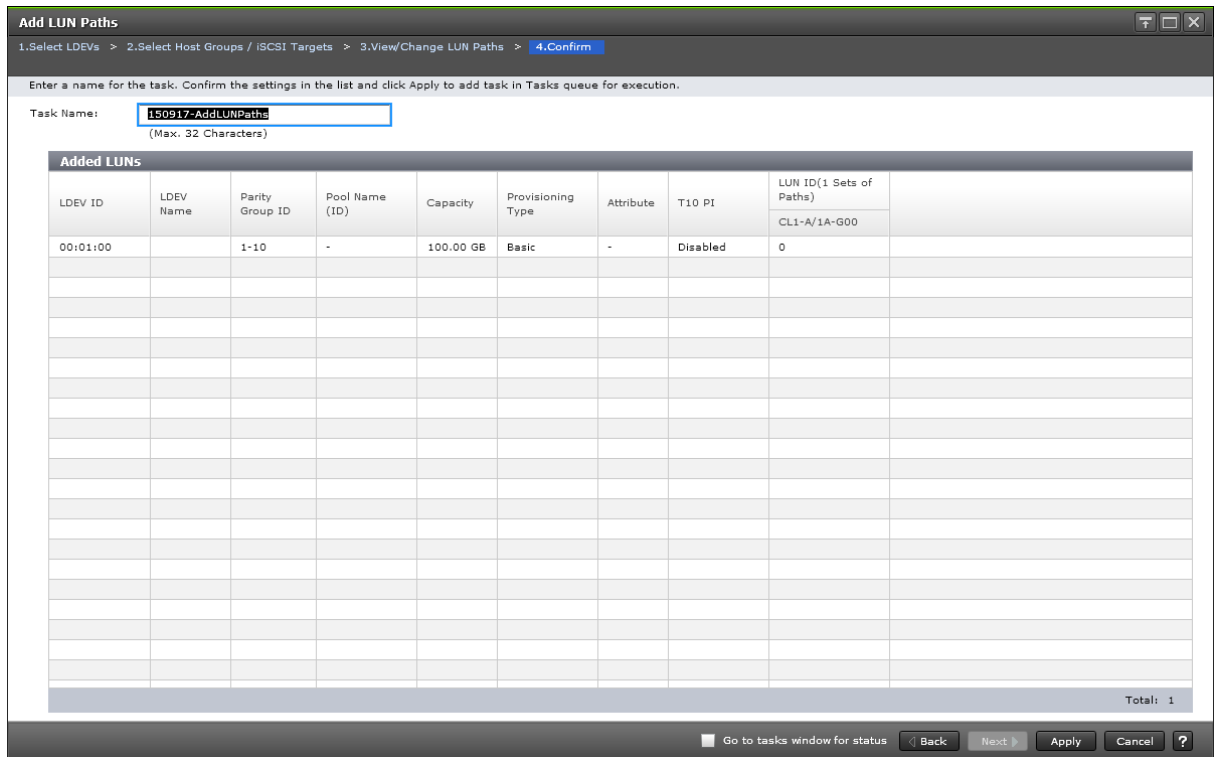 Add LUN Paths
1.Select LDEVs > 2.Select Host Groups / iSCSI Targets > 3.View/Change LUN Paths > 4.Confirm
Enter a name for the task. Confirm the settings in the list and click Apply to add task in Tasks queue for execution.
Task Name: 150917-AddLUNPaths
(Max. 32 Characters)
Added LUNs
LDEV ID LDEV Name Parity Group ID Pool Name (ID) Capacity Provisioning Type Attribute T10 PI LUN ID(1 Sets of Paths)
CL1-A/1A-G00
00:01:00 1-10 - 100.00 GB Basic - Disabled 0
Total: 1
Go to tasks window for status Back Next Apply Cancel ?